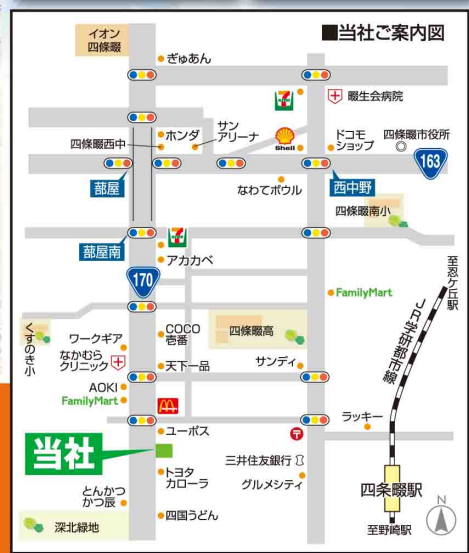 ■当社ご案内図
イオン
四條畷
ぎゅあん
7
ELEVEn
畷生会病院
四條畷西中
ホンダ
サン
アリーナ
Shell
ドコモ
ショップ
四條畷市役所
163
蔀屋
なわてボウル
西中野
四條畷南小
蔀屋南
7
ELEVEn
アカカベ
170
至忍ケ丘駅
FamilyMart
JR学研都市線
くすのき小
ワークギア
COCO
壱番
四條畷高
なかむら
クリニック
天下一品
サンディ
AOKI
FamilyMart
M
ユーポス
ラッキー
当社
三井住友銀行
トヨタ
カローラ
グルメシティ
四条畷駅
とんかつ
かつ辰
深北緑地
四国うどん
至野崎駅
N